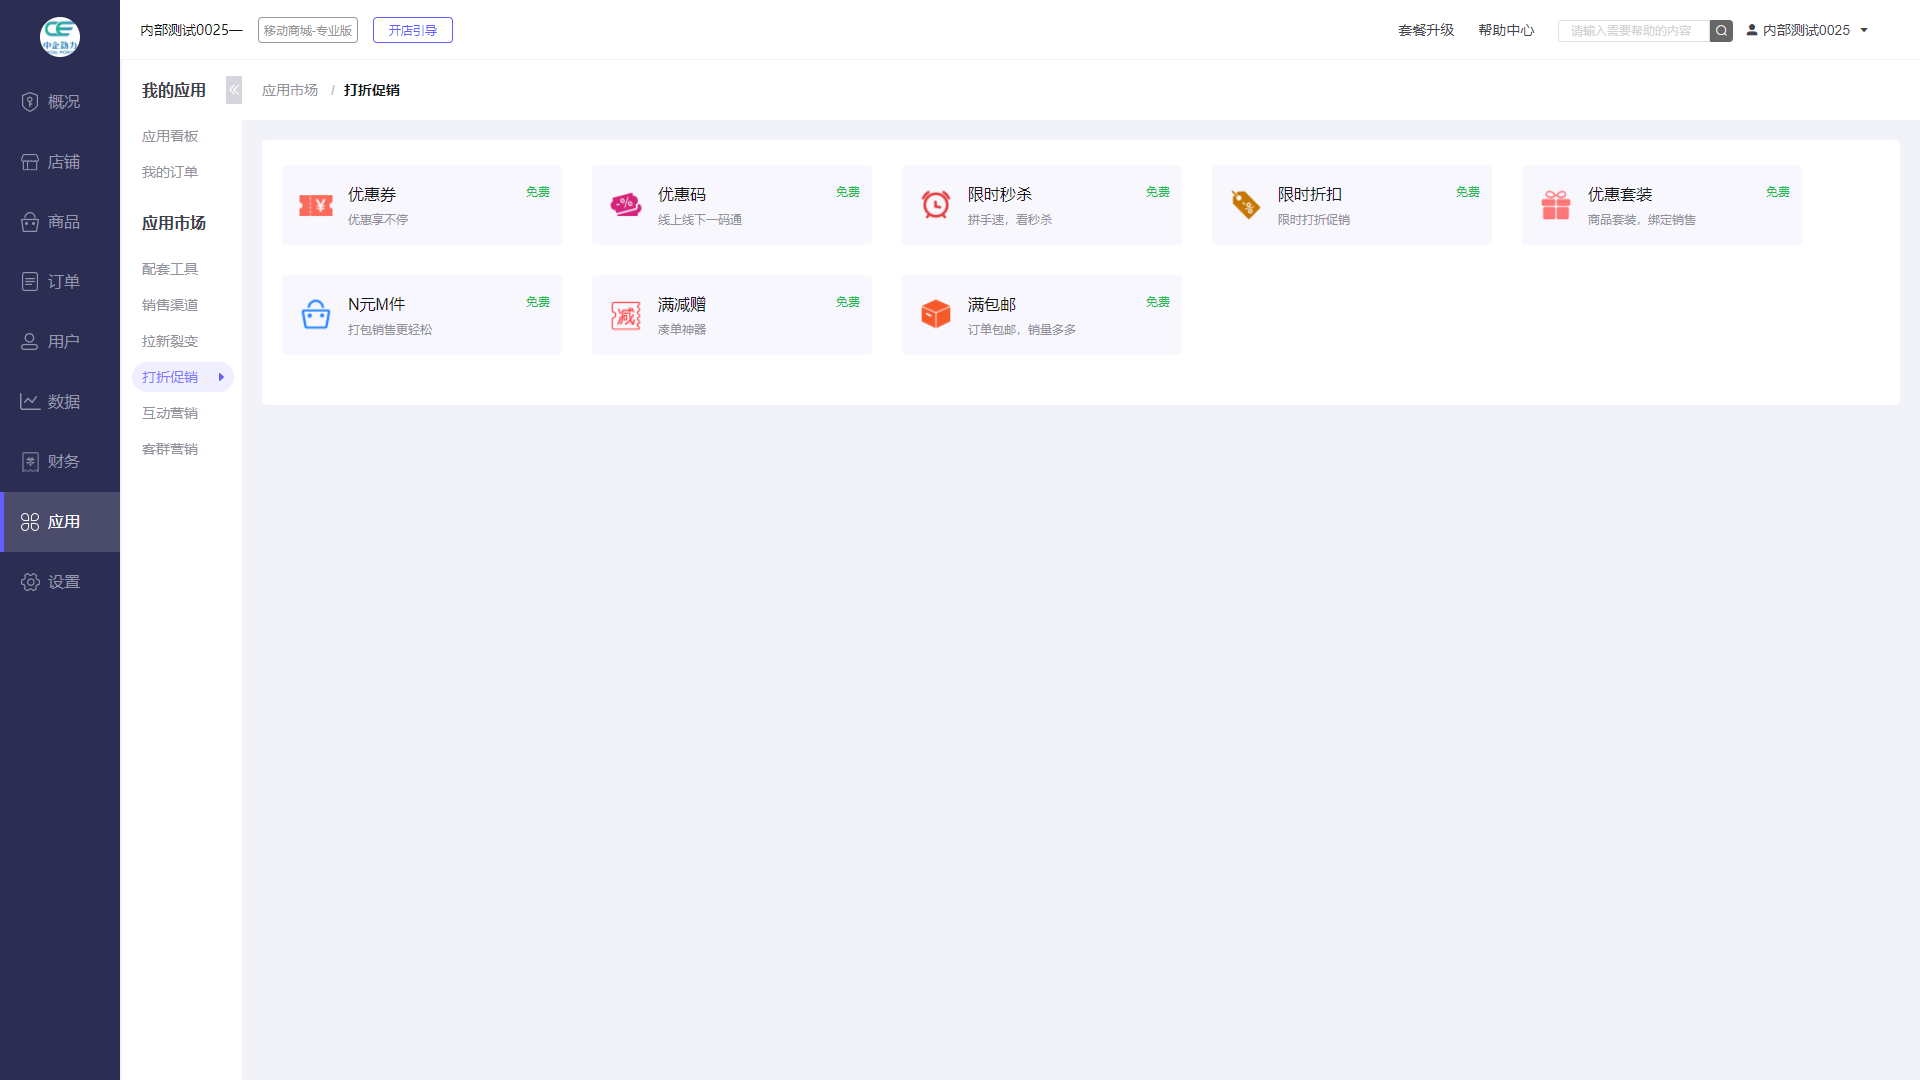 中企动力
内部测试0025—
移动商城-专业版
开店引导
套餐升级
帮助中心
请输入需要帮助的内容
内部测试0025
概况
店铺
商品
订单
用户
数据
财务
应用
设置
我的应用
应用看板
我的订单
应用市场
配套工具
销售渠道
拉新裂变
打折促销
互动营销
客群营销
应用市场 / 打折促销
优惠券
免费
优惠享不停
优惠码
免费
线上线下一码通
限时秒杀
免费
拼手速，看秒杀
限时折扣
免费
限时打折促销
优惠套装
免费
商品套装，绑定销售
N元M件
免费
打包销售更轻松
减
满减赠
免费
凑单神器
满包邮
免费
订单包邮，销量多多